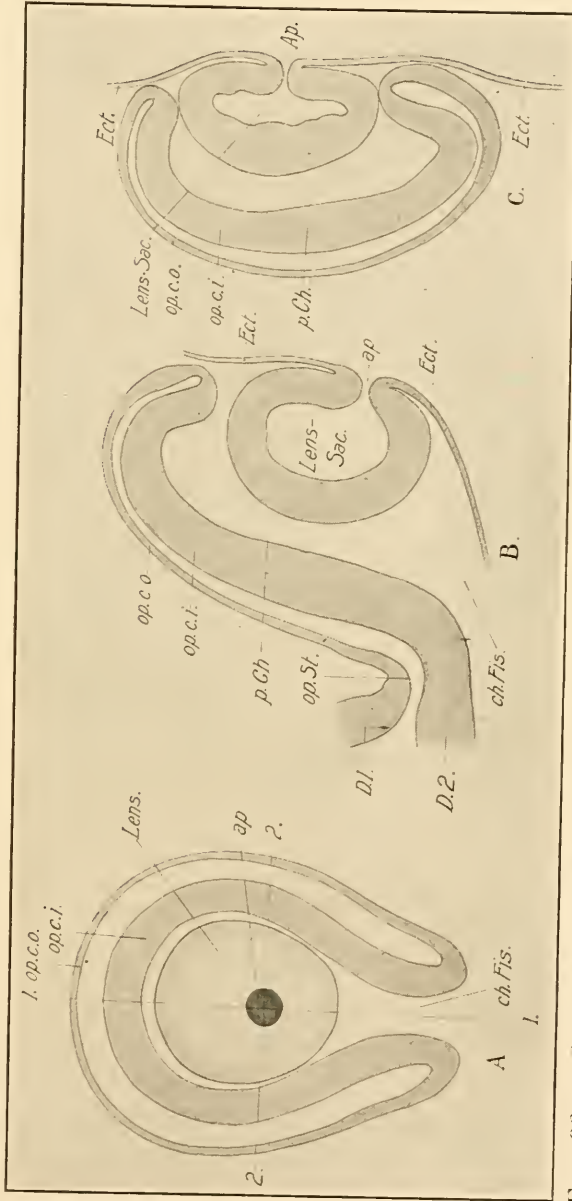 1. op.c.o.
op.c.i.
Lens.
ap
2.
2.
ch.Fis.
1.
A
op.c o
op.c.i.
p.Ch
op.St.
D.1.
D.2.
Lens-
Sac.
Ect.
ap
Ect.
ch.Fis.
B.
Ect.
Lens-Sac.
op.c.o.
op.c.i.
p.Ch.
Ap.
Ect.
C.